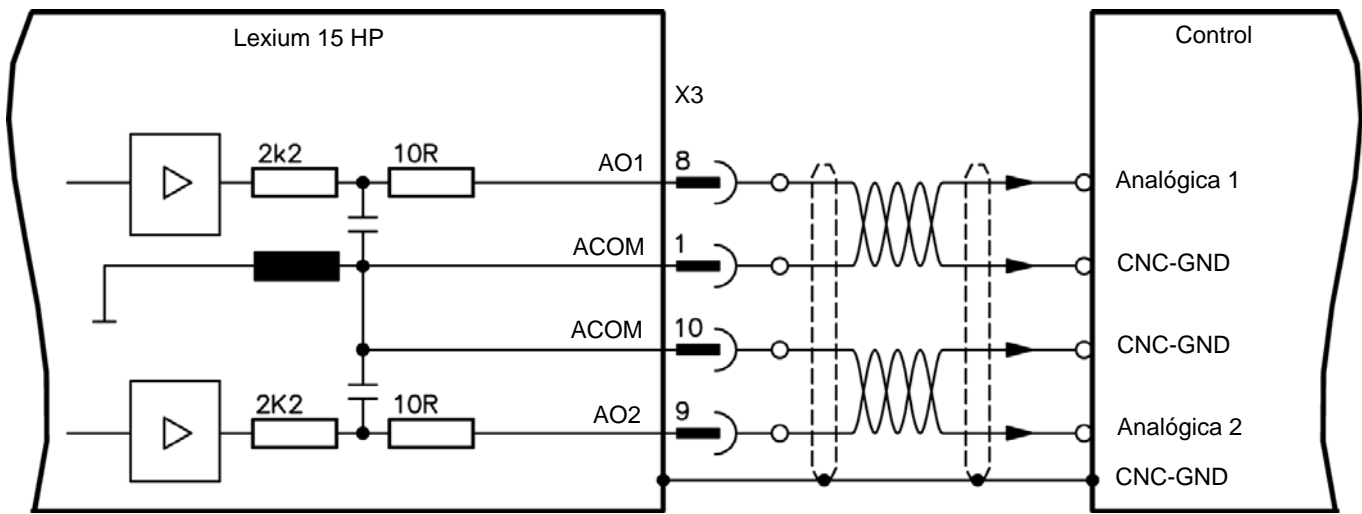 Lexium 15 HP
Control
X3
2k2
10R
AO1
8
Analógica 1
ACOM
1
CNC-GND
ACOM
10
CNC-GND
2K2
10R
AO2
9
Analógica 2
CNC-GND